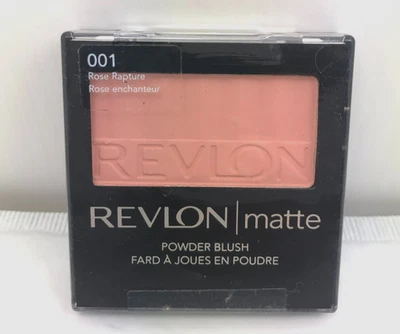 001
Rose Rapture
Rose enchanteur
REVLON
REVLON | matte
POWDER BLUSH
FARD À JOUES EN POUDRE